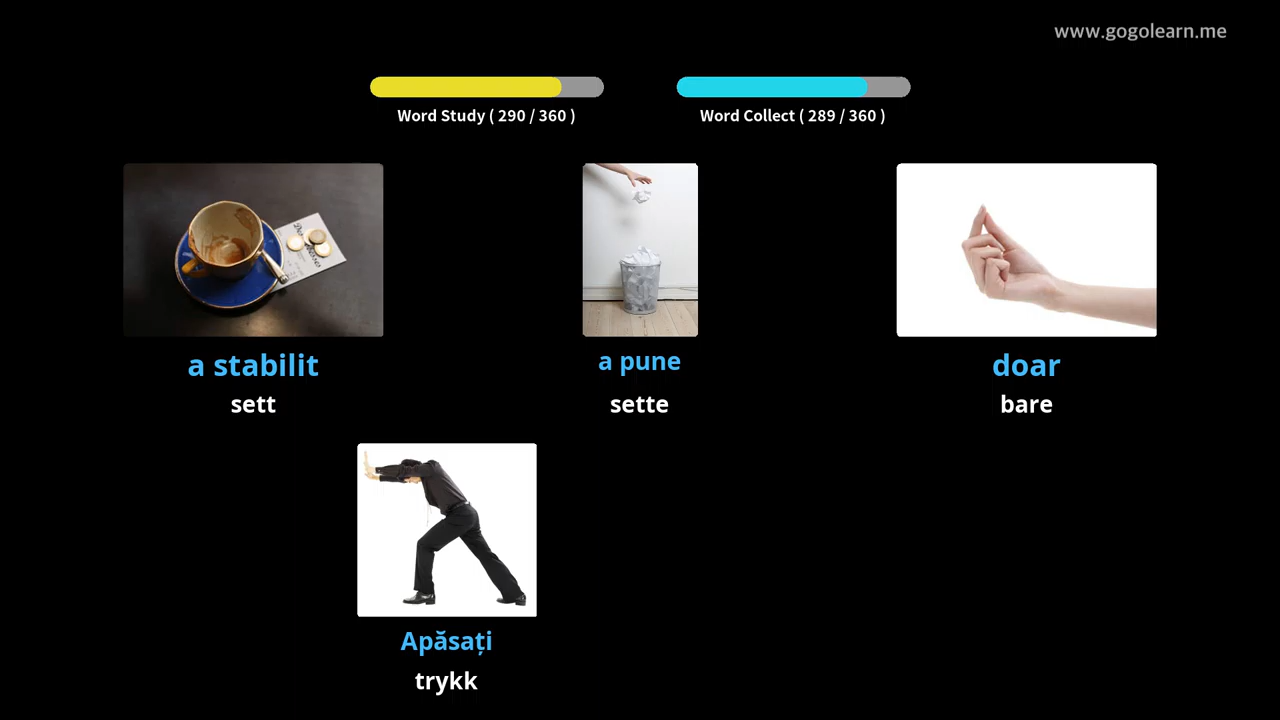 www.gogolearn.me
Word Study ( 290 / 360 )
Word Collect ( 289 / 360 )
a stabilit
sett
a pune
sette
doar
bare
Apăsați
trykk